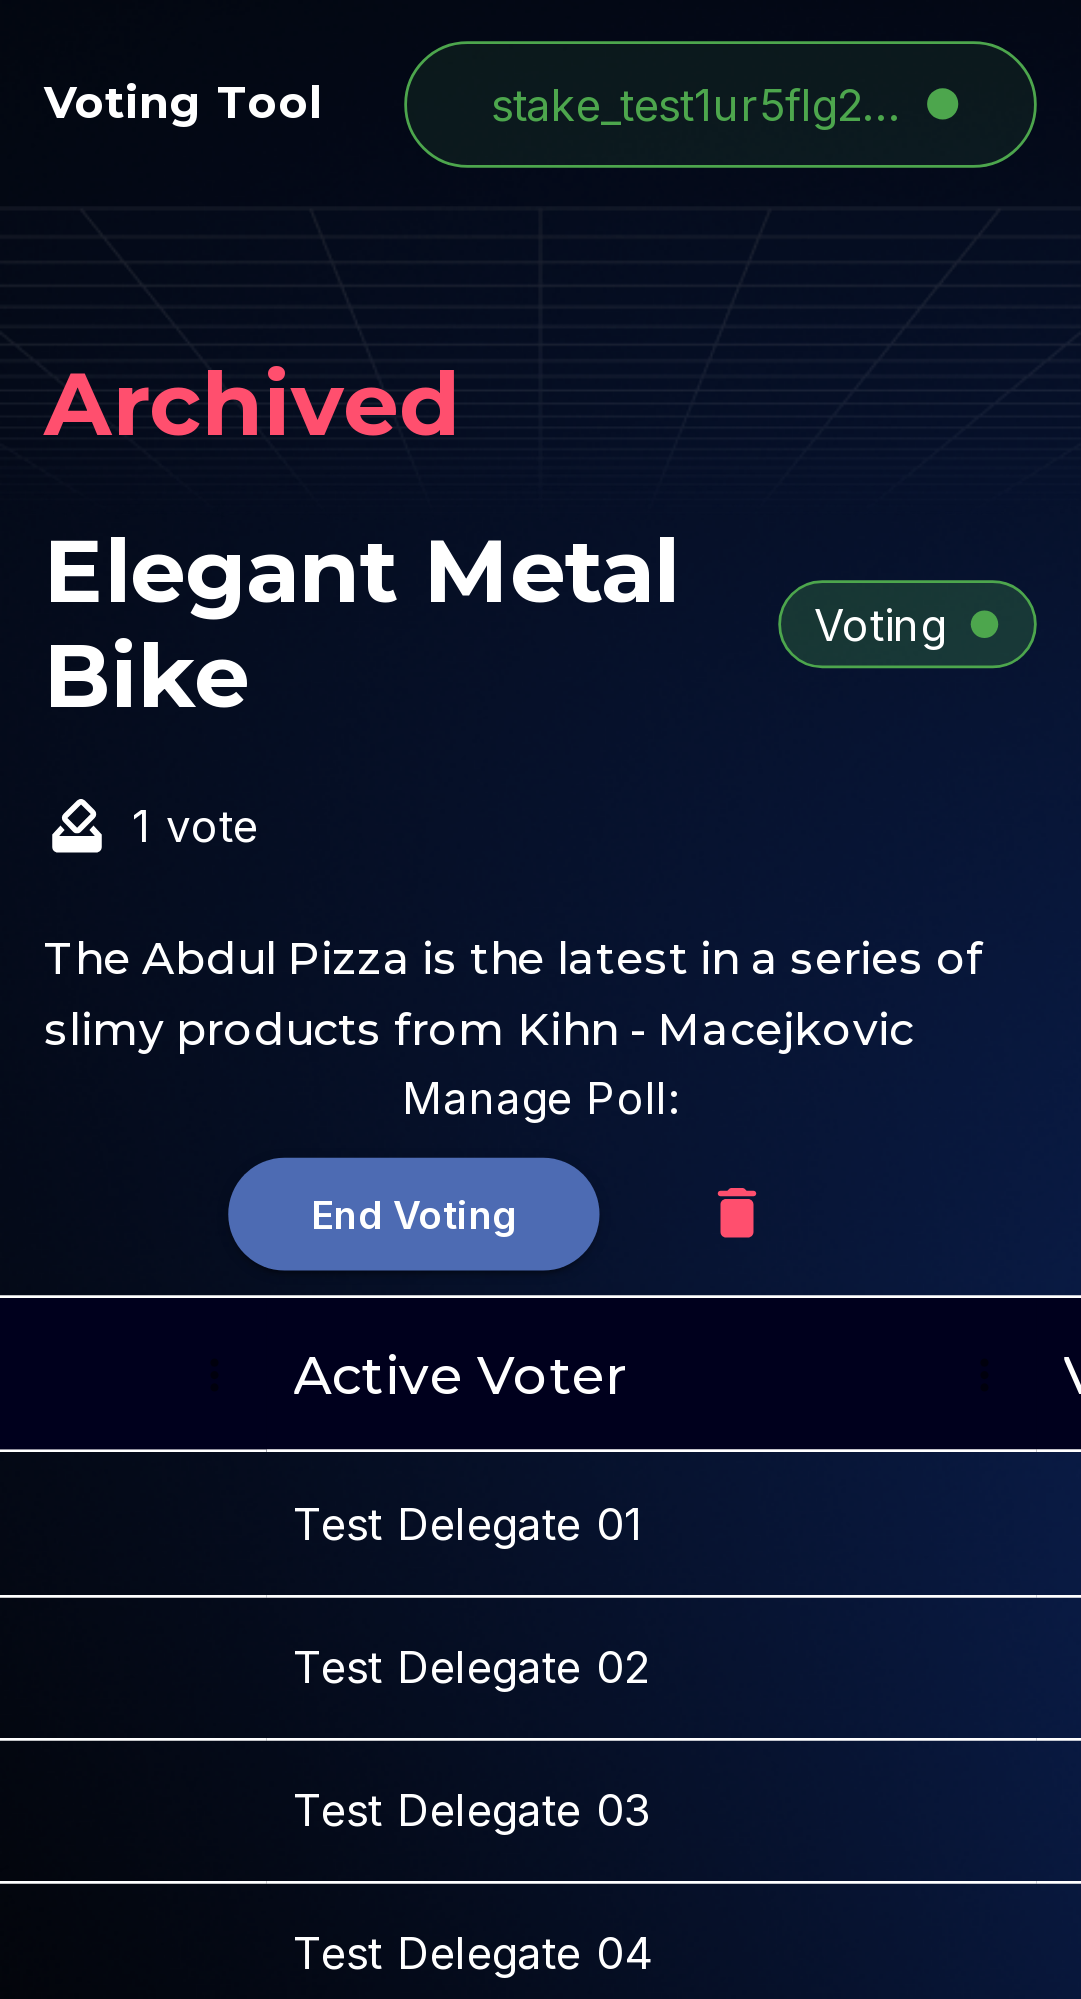 Voting Tool
stake_test1ur5flg2...
Archived
Elegant Metal
Bike
Voting
1 vote
The Abdul Pizza is the latest in a series of
slimy products from Kihn - Macejkovic
Manage Poll:
End Voting
Active Voter
Test Delegate 01
Test Delegate 02
Test Delegate 03
Test Delegate 04